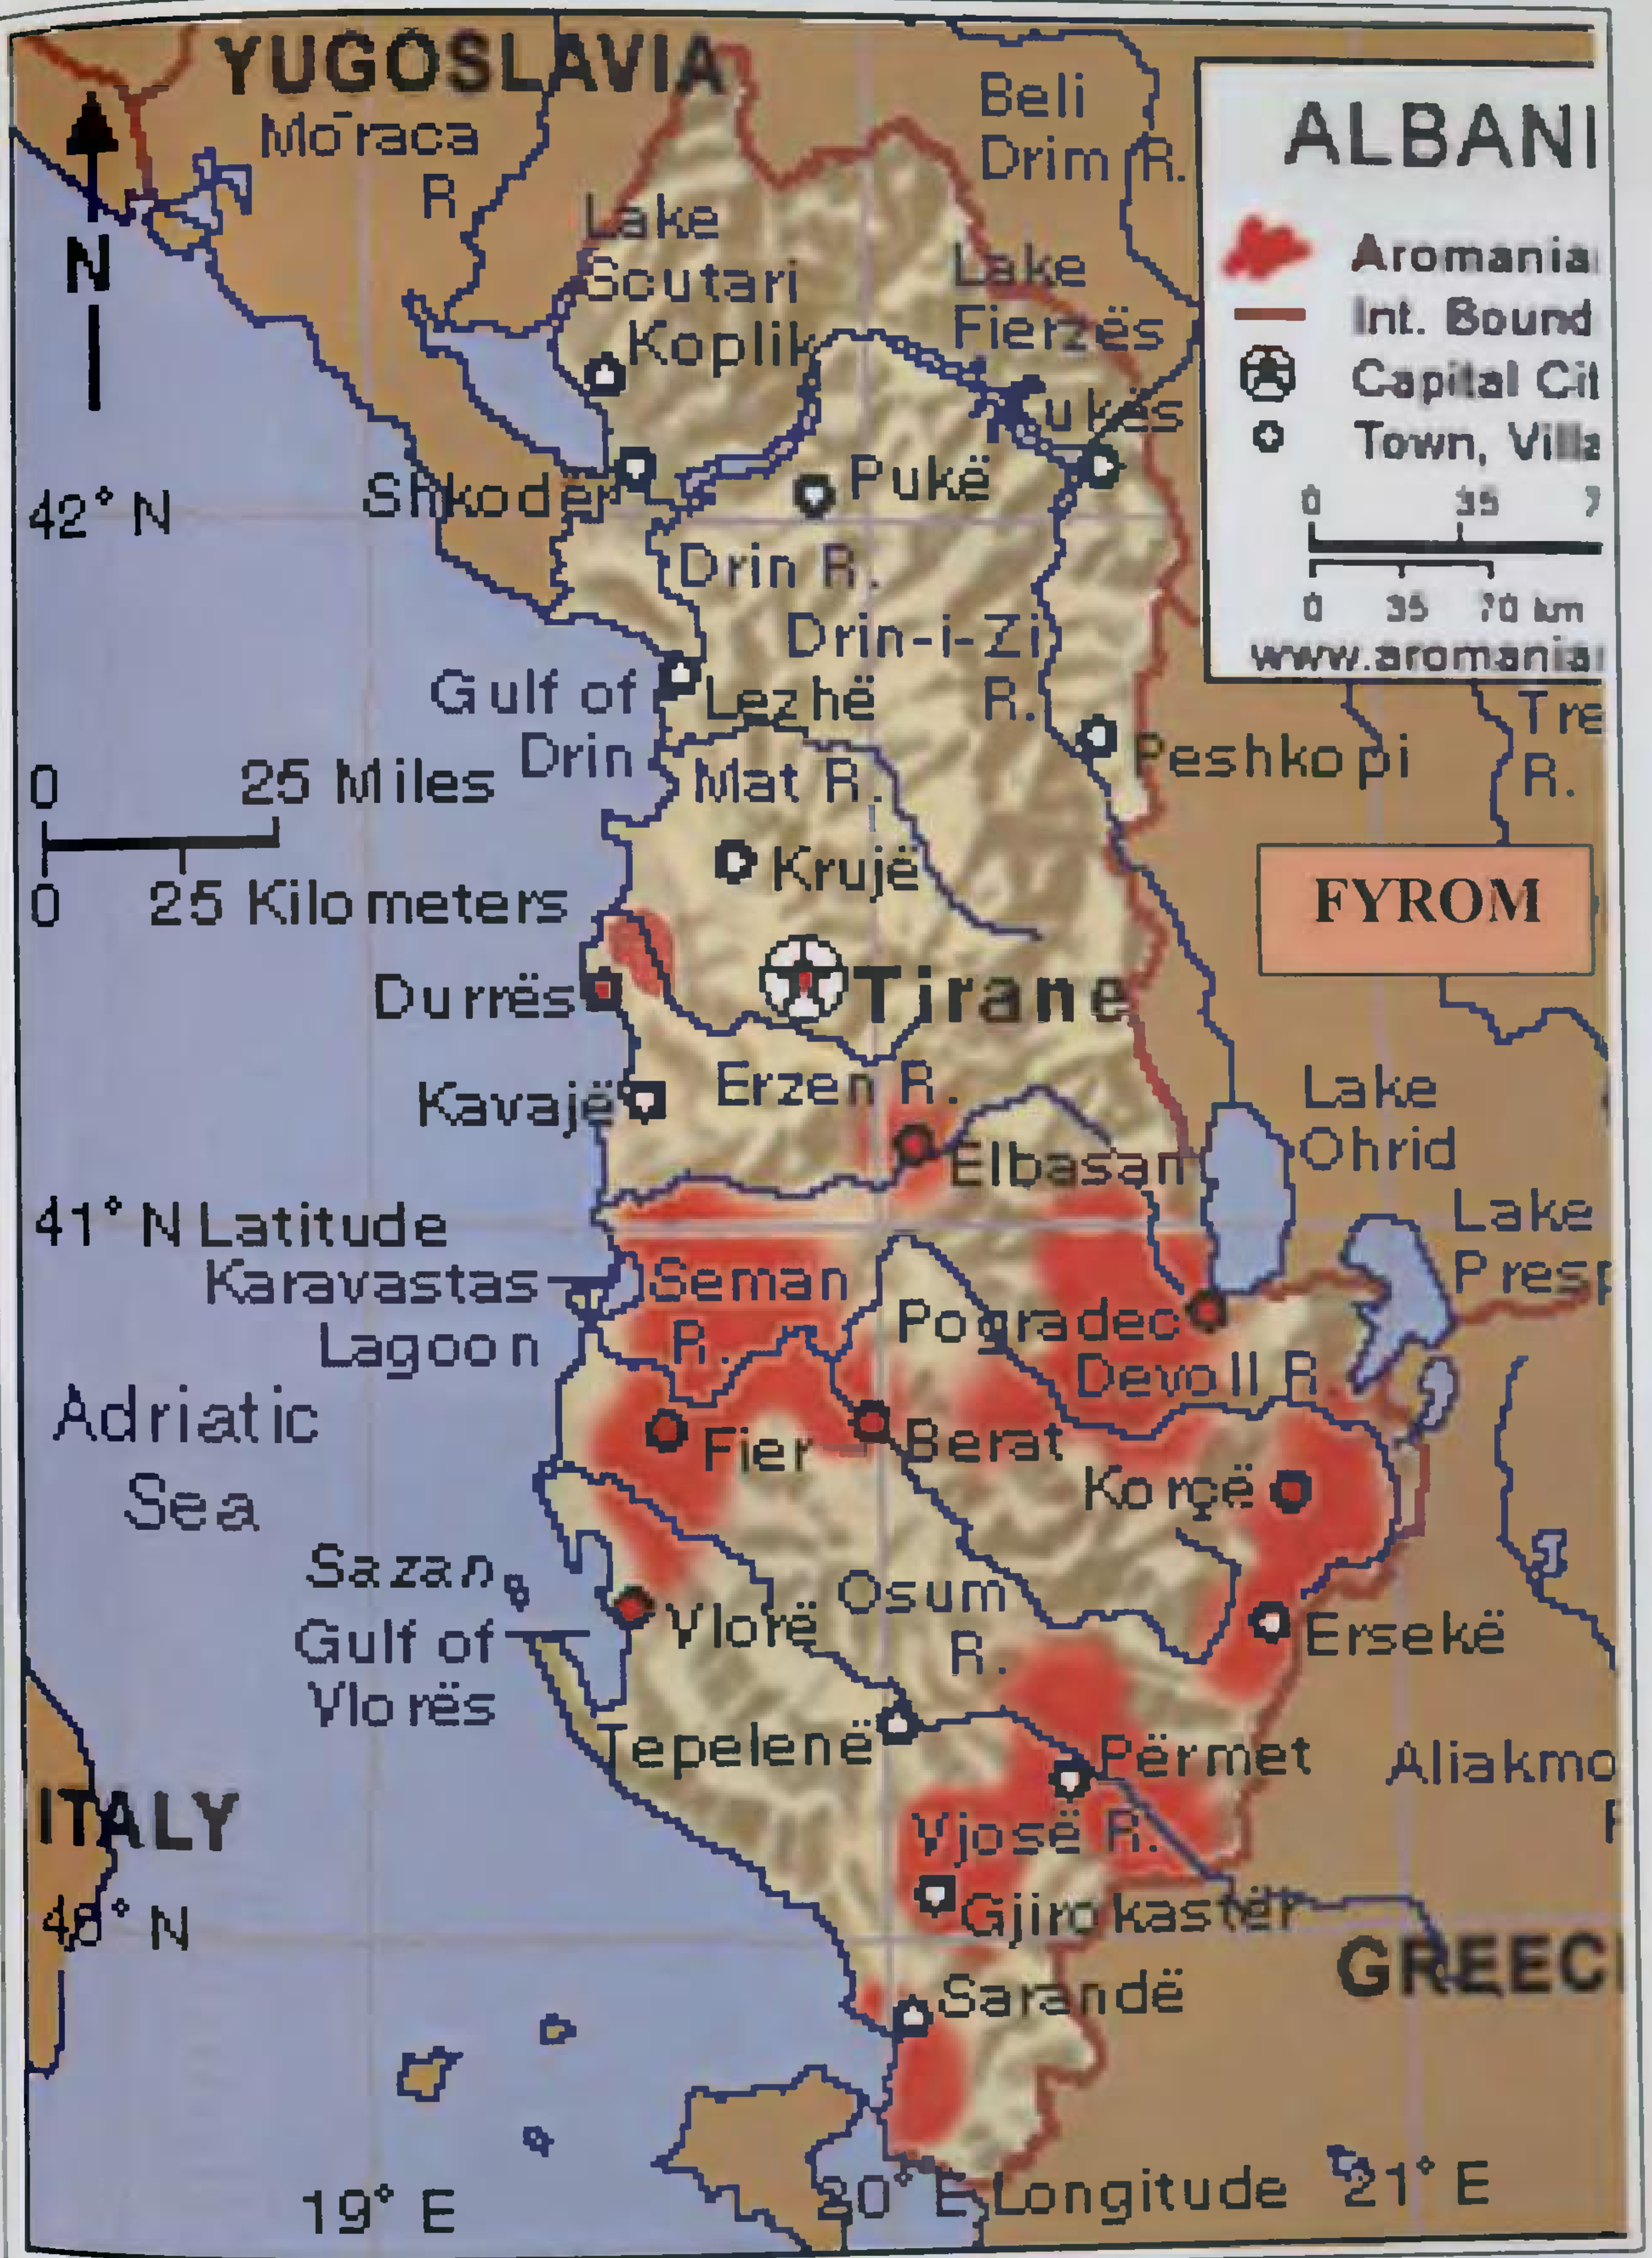 YUGOSLAVIA
Moraca
R
Beli
Drim R.
ALBANI
Aromania
Int. Bound
Capital Cit
Town, Villa
0 35 7
0 35 70 km
www.aromania
N
Lake
Scutari
Lake
Fierzës
Koplik
Kukës
Shkodër
Pukë
42° N
Drin R.
Drin-i-Zi
R.
Gulf of
Drin
Lezhë
Peshkopi
Tre
R.
0 25 Miles
0 25 Kilometers
Mat R.
Krujë
FYROM
Durrës
Tirane
Erzen R.
Kavajë
Lake
Ohrid
Elbasan
41° N Latitude
Lake
Presp
Karavastas
Lagoon
Seman
R.
Pogradec
Devoll R.
Adriatic
Sea
Fier
Berat
Korçë
Sazan
Vlorë
Osum
R.
Gulf of
Vlorës
Ersekë
Tepelenë
Përmet
Aliakmo
R
ITALY
Vjosë R.
Gjirokastër
° N
GREECE
Sarandë
19° E
20° E Longitude
21° E